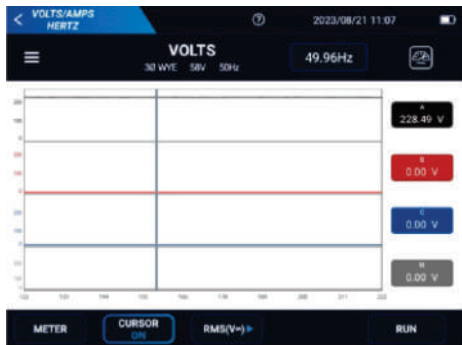 VOLTS/AMPS
HERTZ
2023/08/21 11:07
VOLTS
3Ø WYE 58V 50Hz
49.96Hz
A
228.49 V
B
0.00 V
C
0.00 V
N
0.00 V
METER
CURSOR
ON
RMS(V~)
RUN